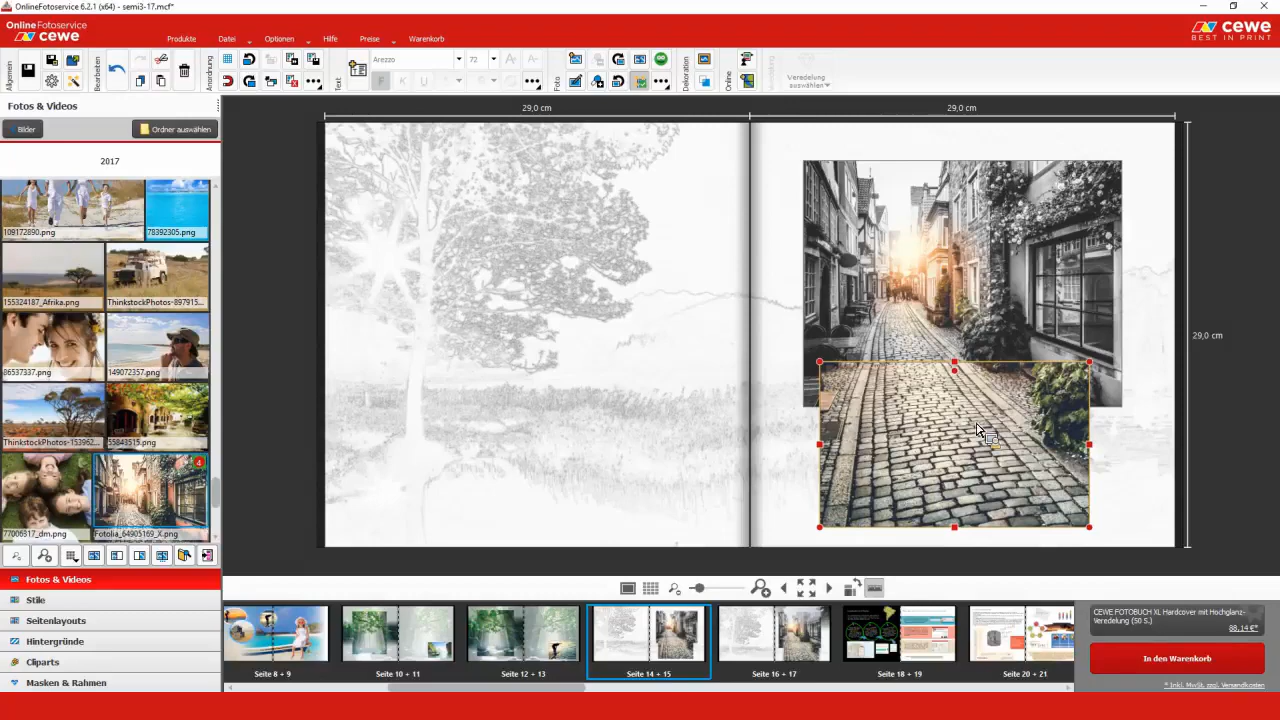 OnlineFotoservice 6.2.1 (x64) - semi3-17.mcf*
OnlineFotoservice
cewe
Produkte
Datei
Optionen
Hilfe
Preise
Warenkorb
cewe
BEST IN PRINT
Allgemein
Bearbeiten
Anordnung
Text
Arezzo
72
F
K
U
Foto
Dekoration
Online
Veredelung
auswählen
Fotos & Videos
Bilder
Ordner auswählen
2017
109172890.png
78392305.png
155324187_Afrika.png
ThinkstockPhotos-897915...
86537337.png
149072357.png
ThinkstockPhotos-153962...
55843515.png
4
77006317_dm.png
Fotolia_64905169_X.png
Fotos & Videos
Stile
Seitenlayouts
Hintergründe
Cliparts
Masken & Rahmen
29,0 cm
29,0 cm
29,0 cm
Seite 8 + 9
Seite 10 + 11
Seite 12 + 13
Seite 14 + 15
Seite 16 + 17
Seite 18 + 19
Seite 20 + 21
CEWE FOTOBUCH XL Hardcover mit Hochglanz-
Veredelung (50 S.)
88,14 €*
In den Warenkorb
* Inkl. MwSt. zzgl. Versandkosten